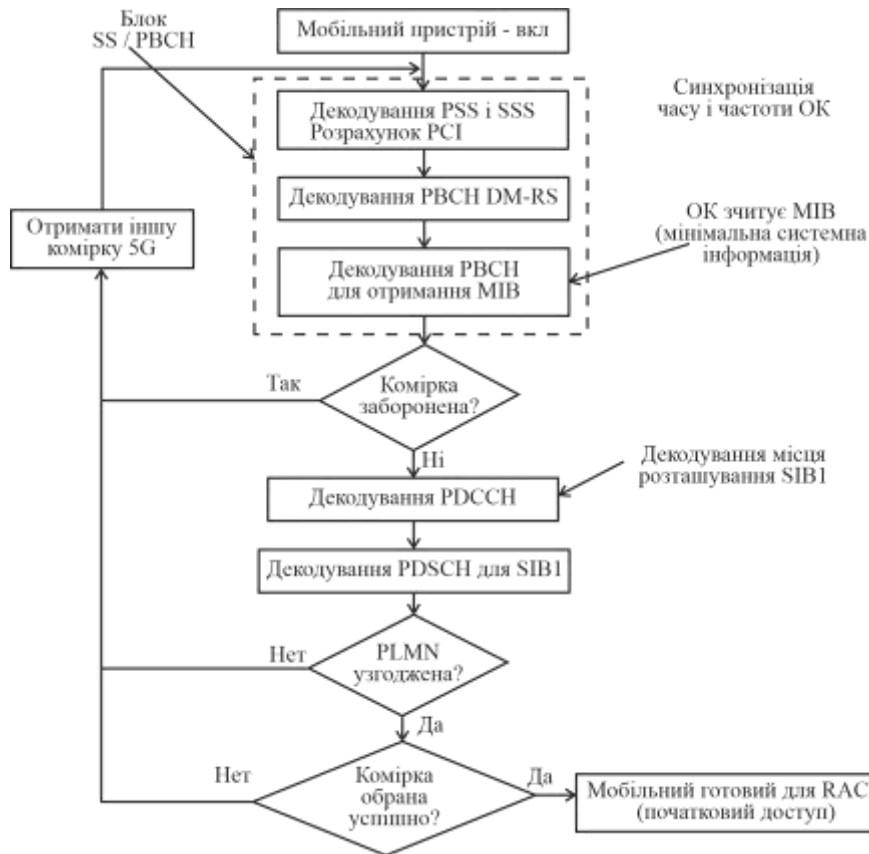 Блок
SS / PBCH
Мобільний пристрій - вкл
Синхронізація
часу і частоти ОК
Декодування PSS і SSS
Розрахунок PCI
Декодування PBCH DM-RS
Отримати іншу
комірку 5G
ОК зчитує MIB
(мінімальна системна
інформація)
Декодування PBCH
для отримання MIB
Так
Комірка
заборонена?
Ні
Декодування місця
розташування SIB1
Декодування PDCCH
Декодування PDSCH для SIB1
Нет
PLMN
узгоджена?
Да
Нет
Комірка
обрана
успішно?
Да
Мобільний готовий для RAC
(початковий доступ)